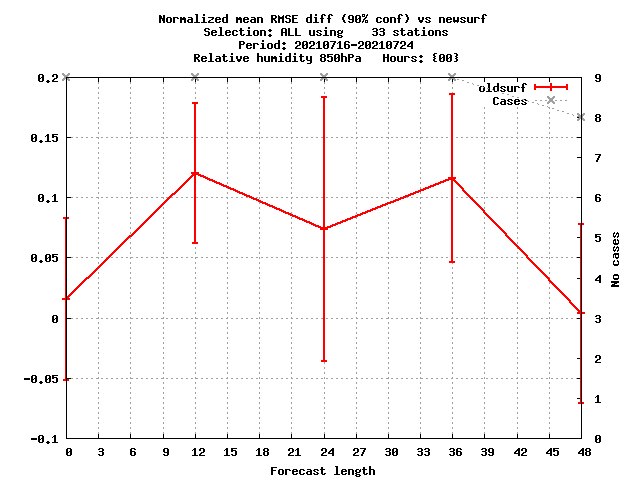 Normalized mean RMSE diff (90% conf) vs newsurf
Selection: ALL using    33 stations
Period: 20210716-20210724
Relative humidity 850hPa   Hours: {00}
0.2
0.15
0.1
0.05
0
-0.05
-0.1
9
8
7
6
5
4
3
2
1
0
oldsurf
Cases
No cases
0 3 6 9 12 15 18 21 24 27 30 33 36 39 42 45 48
Forecast length